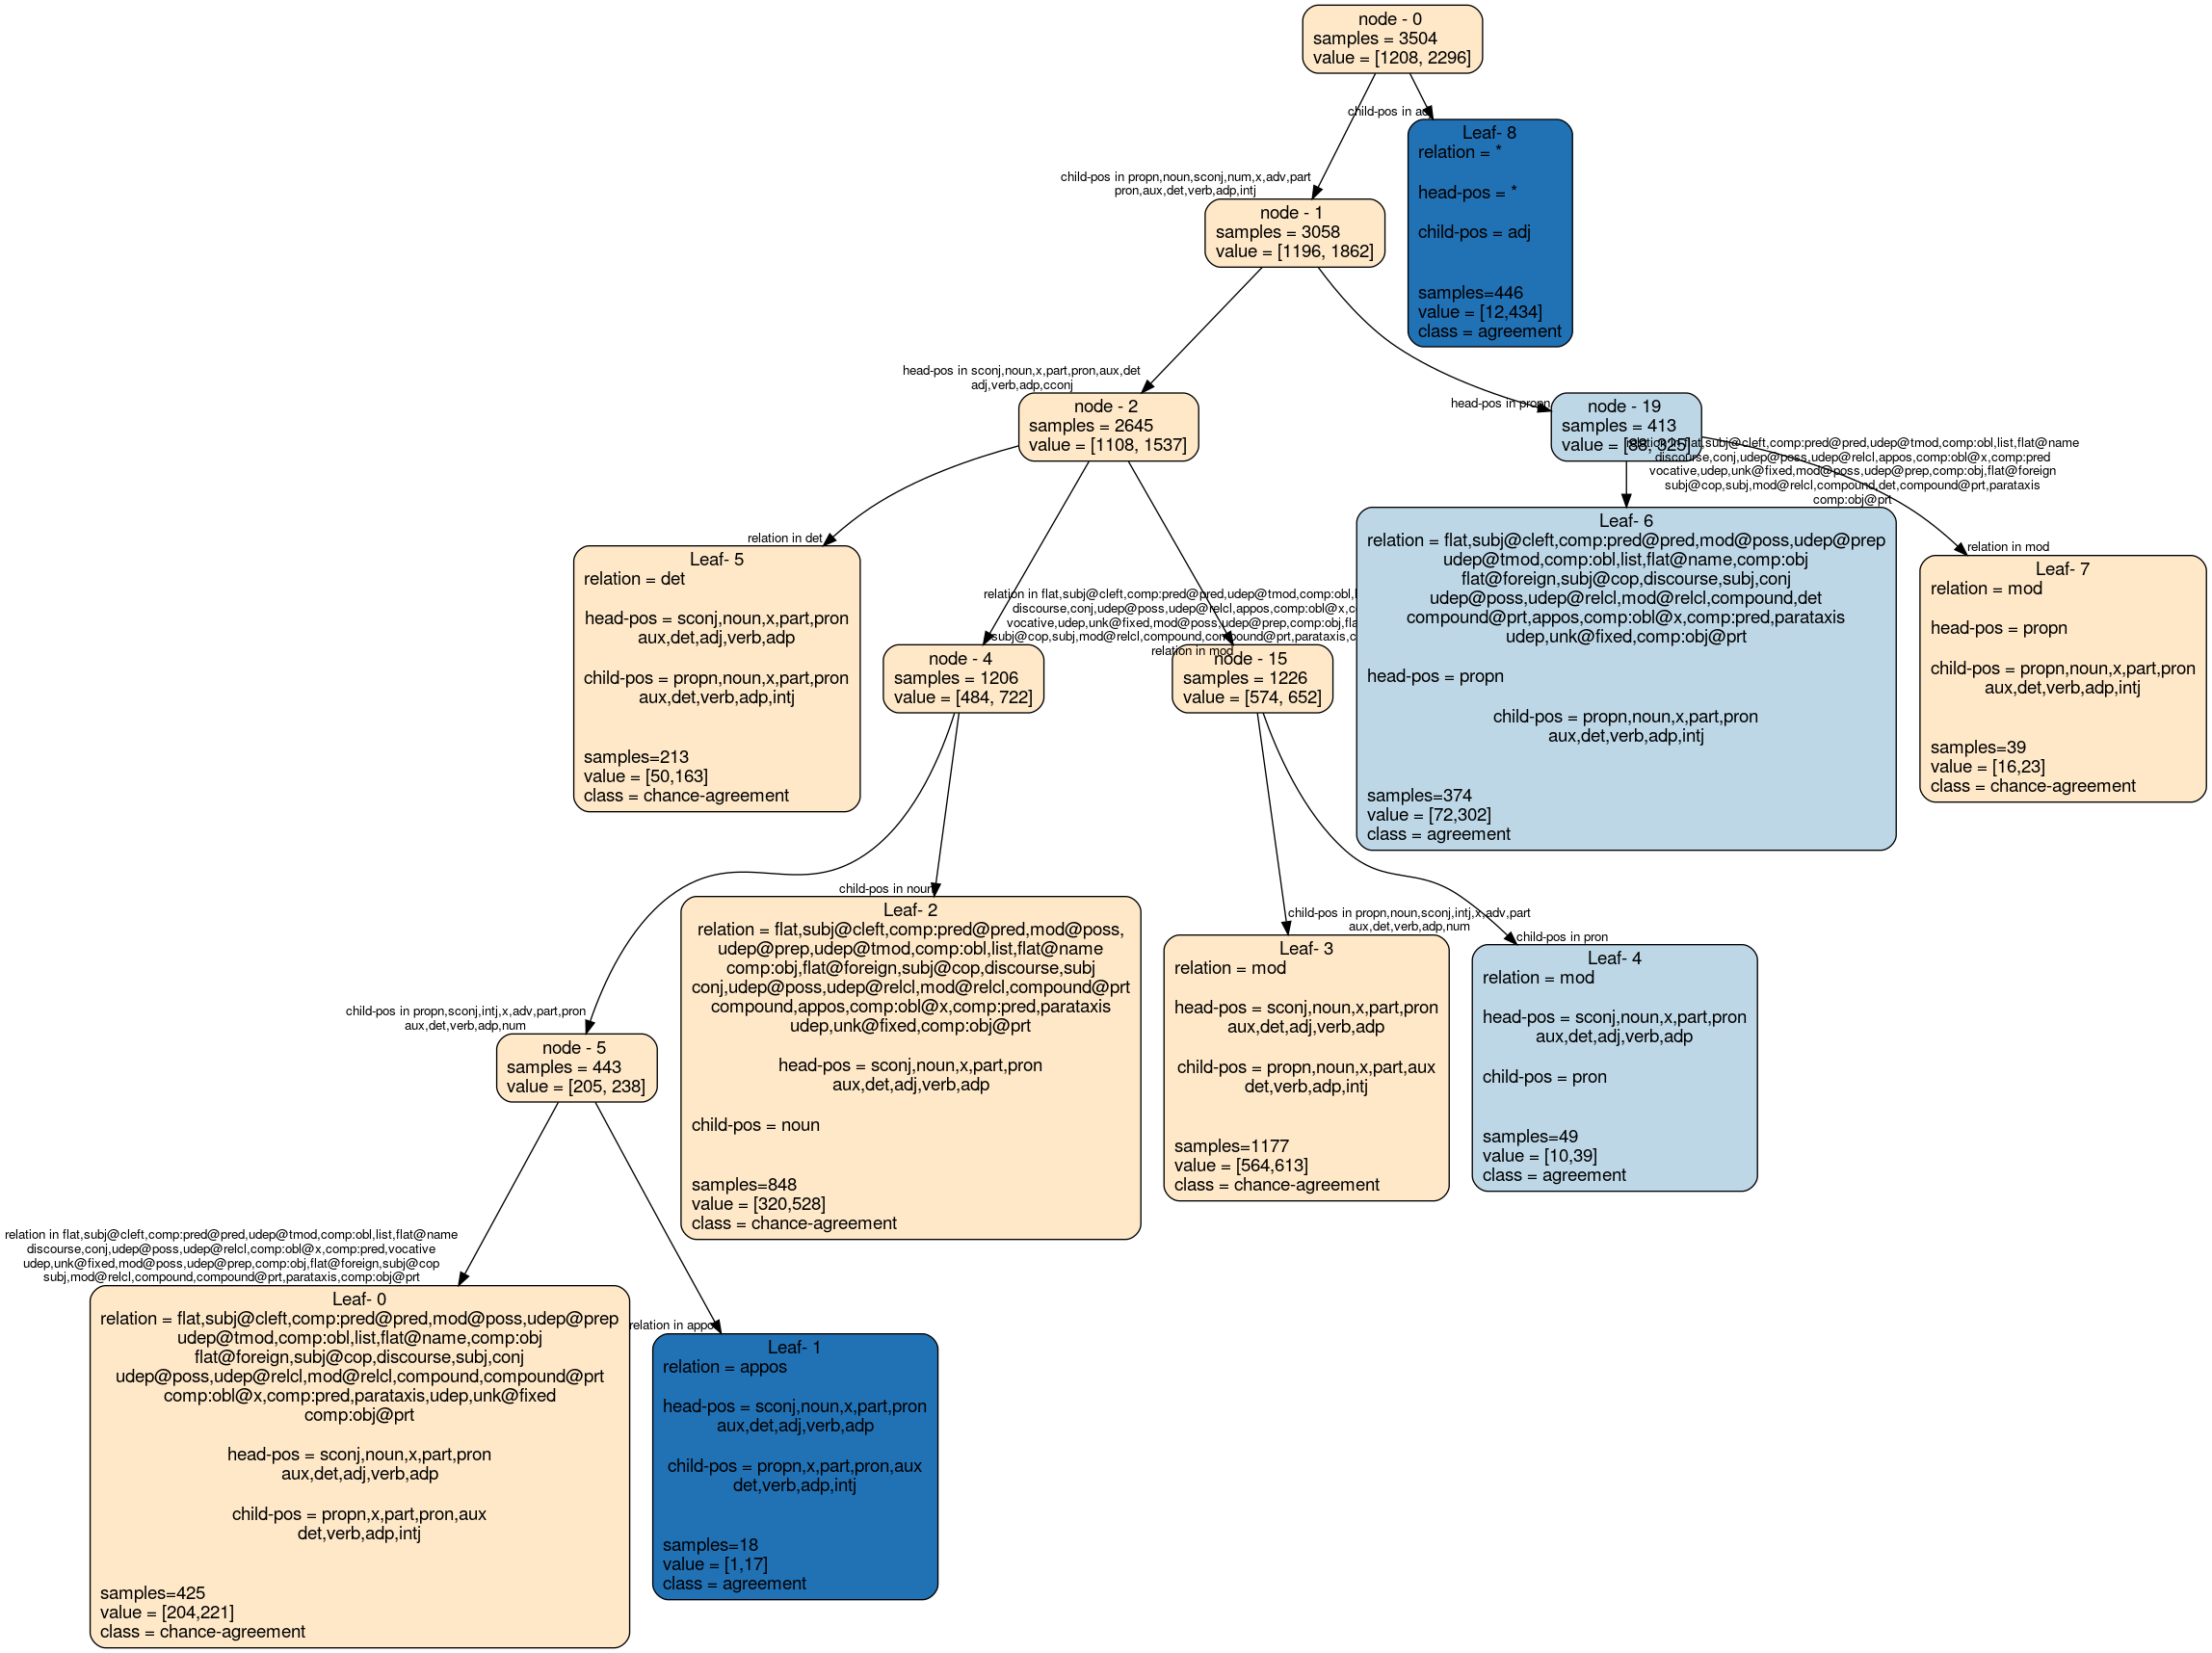 node - 0
samples = 3504
value = [1208, 2296]
child-pos in
Leaf- 8
relation = *
head-pos = *
child-pos = adj
samples=446
value = [12,434]
class = agreement
child-pos in propn,noun,sconj,num,x,adv,part
pron,aux,det,verb,adp,intj
node - 1
samples = 3058
value = [1196, 1862]
head-pos in sconj,noun,x,part,pron,aux,det
adj,verb,adp,cconj
node - 2
samples = 2645
value = [1108, 1537]
head-pos in propn
node - 19
samples = 413
value = [88, 325]
relation in flat,subj@cleft,comp:pred@pred,udep@tmod,comp:obl,list,flat@name
discourse,conj,udep@poss,udep@relcl,appos,comp:obl@x,comp:pred
vocative,udep,unk@fixed,mod@poss,udep@prep,comp:obj,flat@foreign
subj@cop,subj,mod@relcl,compound,det,compound@prt,parataxis
comp:obj@prt
Leaf- 6
relation = flat,subj@cleft,comp:pred@pred,mod@poss,udep@prep
udep@tmod,comp:obl,list,flat@name,comp:obj
flat@foreign,subj@cop,discourse,subj,conj
udep@poss,udep@relcl,mod@relcl,compound,det
compound@prt,appos,comp:obl@x,comp:pred,parataxis
udep,unk@fixed,comp:obj@prt
head-pos = propn
child-pos = propn,noun,x,part,pron
aux,det,verb,adp,intj
samples=374
value = [72,302]
class = agreement
relation in mod
Leaf- 7
relation = mod
head-pos = propn
child-pos = propn,noun,x,part,pron
aux,det,verb,adp,intj
samples=39
value = [16,23]
class = chance-agreement
relation in det
Leaf- 5
relation = det
head-pos = sconj,noun,x,part,pron
aux,det,adj,verb,adp
child-pos = propn,noun,x,part,pron
aux,det,verb,adp,intj
samples=213
value = [50,163]
class = chance-agreement
relation in flat,subj@cleft,comp:pred@pred,udep@tmod,comp:obl,
discourse,conj,udep@poss,udep@relcl,appos,comp:obl@x,
vocative,udep,unk@fixed,mod@poss,udep@prep,comp:obj,
subj@cop,subj,mod@relcl,compound,compound@prt,parataxis,
relation in mod
node - 4
samples = 1206
value = [484, 722]
node - 15
samples = 1226
value = [574, 652]
child-pos in noun
Leaf- 2
relation = flat,subj@cleft,comp:pred@pred,mod@poss,
udep@prep,udep@tmod,comp:obl,list,flat@name
comp:obj,flat@foreign,subj@cop,discourse,subj
conj,udep@poss,udep@relcl,mod@relcl,compound@prt
compound,appos,comp:obl@x,comp:pred,parataxis
udep,unk@fixed,comp:obj@prt
head-pos = sconj,noun,x,part,pron
aux,det,adj,verb,adp
child-pos = noun
samples=848
value = [320,528]
class = chance-agreement
child-pos in propn,noun,sconj,intj,x,adv,part
aux,det,verb,adp,num
Leaf- 3
relation = mod
head-pos = sconj,noun,x,part,pron
aux,det,adj,verb,adp
child-pos = propn,noun,x,part,aux
det,verb,adp,intj
samples=1177
value = [564,613]
class = chance-agreement
child-pos in pron
Leaf- 4
relation = mod
head-pos = sconj,noun,x,part,pron
aux,det,adj,verb,adp
child-pos = pron
samples=49
value = [10,39]
class = agreement
child-pos in propn,sconj,intj,x,adv,part,pron
aux,det,verb,adp,num
node - 5
samples = 443
value = [205, 238]
relation in flat,subj@cleft,comp:pred@pred,udep@tmod,comp:obl,list,flat@name
discourse,conj,udep@poss,udep@relcl,comp:obl@x,comp:pred,vocative
udep,unk@fixed,mod@poss,udep@prep,comp:obj,flat@foreign,subj@cop
subj,mod@relcl,compound,compound@prt,parataxis,comp:obj@prt
Leaf- 0
relation = flat,subj@cleft,comp:pred@pred,mod@poss,udep@prep
udep@tmod,comp:obl,list,flat@name,comp:obj
flat@foreign,subj@cop,discourse,subj,conj
udep@poss,udep@relcl,mod@relcl,compound,compound@prt
comp:obl@x,comp:pred,parataxis,udep,unk@fixed
comp:obj@prt
head-pos = sconj,noun,x,part,pron
aux,det,adj,verb,adp
child-pos = propn,x,part,pron,aux
det,verb,adp,intj
samples=425
value = [204,221]
class = chance-agreement
relation in appos
Leaf- 1
relation = appos
head-pos = sconj,noun,x,part,pron
aux,det,adj,verb,adp
child-pos = propn,x,part,pron,aux
det,verb,adp,intj
samples=18
value = [1,17]
class = agreement